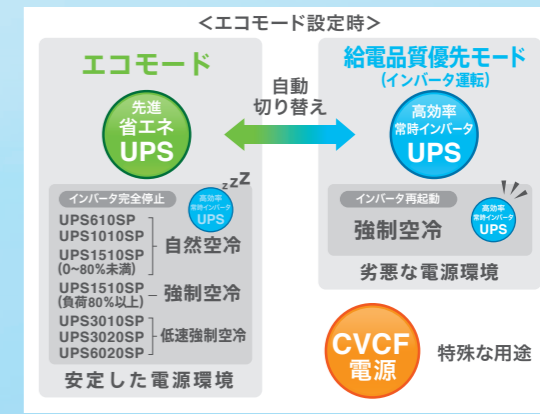 ＜エコモード設定時＞
エコモード
先進
省エネ
UPS
自動
切り替え
給電品質優先モード
(インバータ運転)
高効率
常時インバータ
UPS
インバータ完全停止
zzZ
高効率
常時インバータ
UPS
UPS610SP
UPS1010SP
UPS1510SP
(0~80%未満)
自然空冷
UPS1510SP
(負荷80%以上)
強制空冷
UPS3010SP
UPS3020SP
UPS6020SP
低速強制空冷
安定した電源環境
インバータ再起動
高効率
常時インバータ
UPS
強制空冷
劣悪な電源環境
CVCF
電源
特殊な用途